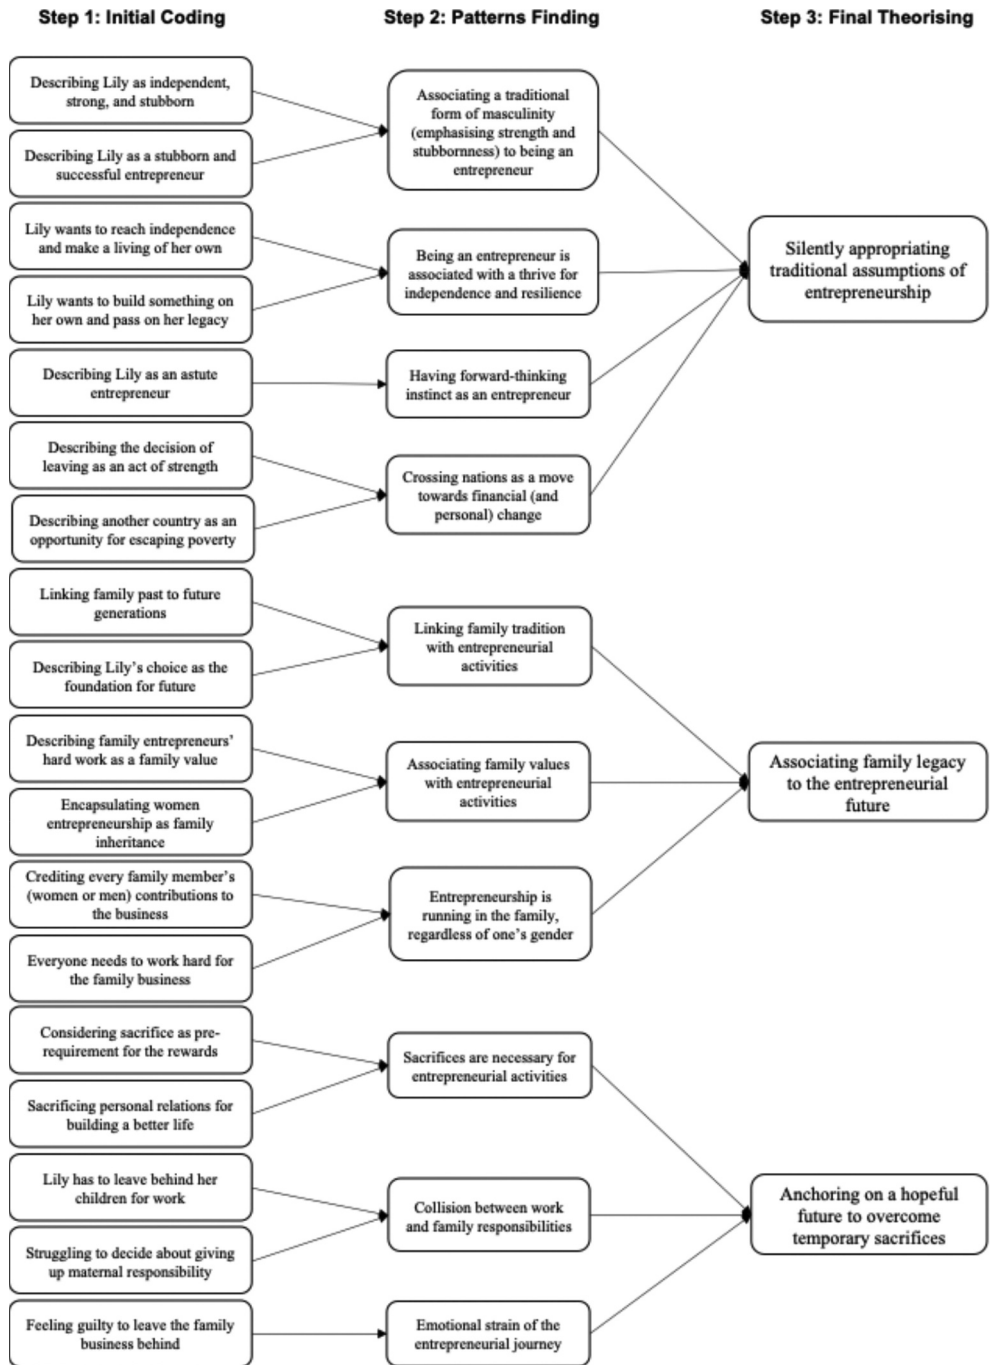 Step 1: Initial Coding
Step 2: Patterns Finding
Step 3: Final Theorising
Describing Lily as independent,
strong, and stubborn
Describing Lily as a stubborn and
successful entrepreneur
Lily wants to reach independence
and make a living of her own
Lily wants to build something on
her own and pass on her legacy
Describing Lily as an astute
entrepreneur
Describing the decision of
leaving as an act of strength
Describing another country as an
opportunity for escaping poverty
Linking family past to future
generations
Describing Lily's choice as the
foundation for future
Describing family entrepreneurs'
hard work as a family value
Encapsulating women
entrepreneurship as family
inheritance
Crediting every family member's
(women or men) contributions to
the business
Everyone needs to work hard for
the family business
Considering sacrifice as pre-
requirement for the rewards
Sacrificing personal relations for
building a better life
Lily has to leave behind her
children for work
Struggling to decide about giving
up maternal responsibility
Feeling guilty to leave the family
business behind
Associating a traditional
form of masculinity
(emphasising strength and
stubbornness) to being an
entrepreneur
Being an entrepreneur is
associated with a thrive for
independence and resilience
Having forward-thinking
instinct as an entrepreneur
Crossing nations as a move
towards financial (and
personal) change
Linking family tradition
with entrepreneurial
activities
Associating family values
with entrepreneurial
activities
Entrepreneurship is
running in the family,
regardless of one's gender
Sacrifices are necessary for
entrepreneurial activities
Collision between work
and family responsibilities
Emotional strain of the
entrepreneurial journey
Silently appropriating
traditional assumptions of
entrepreneurship
Associating family legacy
to the entrepreneurial
future
Anchoring on a hopeful
future to overcome
temporary sacrifices